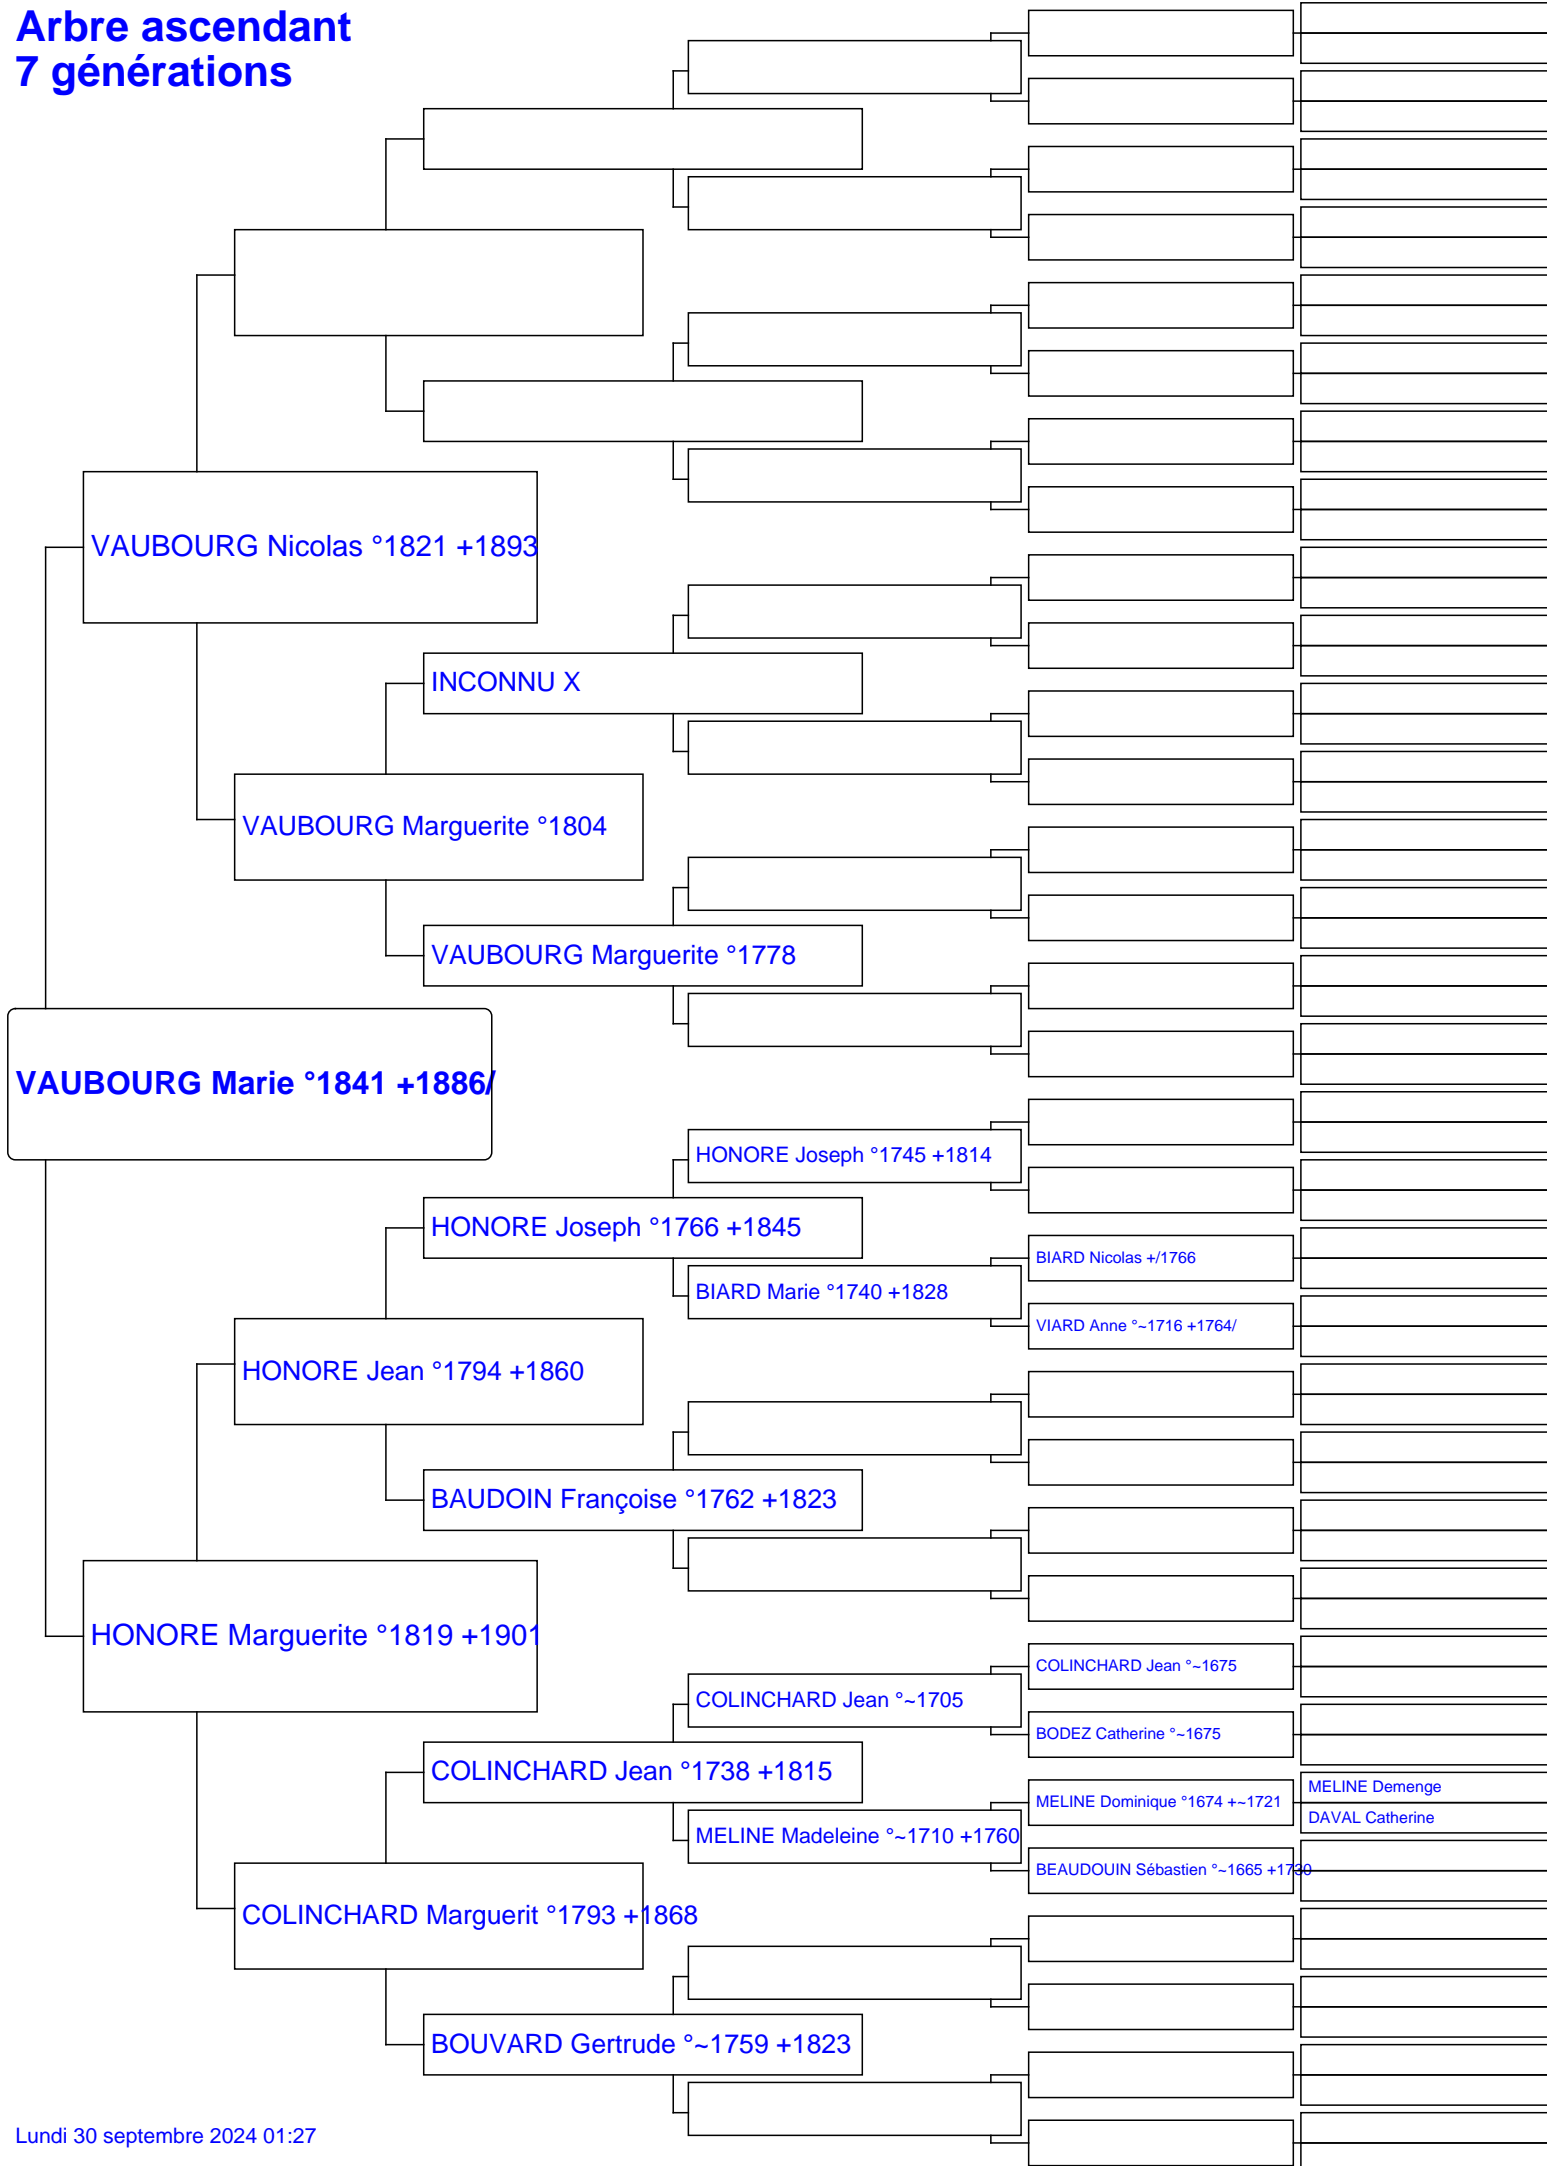 Arbre ascendant
7 générations
VAUBOURG Nicolas °1821 +1893
INCONNU X
VAUBOURG Marguerite °1804
VAUBOURG Marguerite °1778
VAUBOURG Marie °1841 +1886/
HONORE Joseph °1745 +1814
HONORE Joseph °1766 +1845
BIARD Nicolas +/1766
BIARD Marie °1740 +1828
VIARD Anne °~1716 +1764/
HONORE Jean °1794 +1860
BAUDOIN Françoise °1762 +1823
HONORE Marguerite °1819 +1901
COLINCHARD Jean °~1675
COLINCHARD Jean °~1705
BODEZ Catherine °~1675
COLINCHARD Jean °1738 +1815
MELINE Demenge
MELINE Dominique °1674 +~1721
DAVAL Catherine
MELINE Madeleine °~1710 +1760
BEAUDOUIN Sébastien °~1665 +1730
COLINCHARD Marguerit °1793 +1868
BOUVARD Gertrude °~1759 +1823
Lundi 30 septembre 2024 01:27